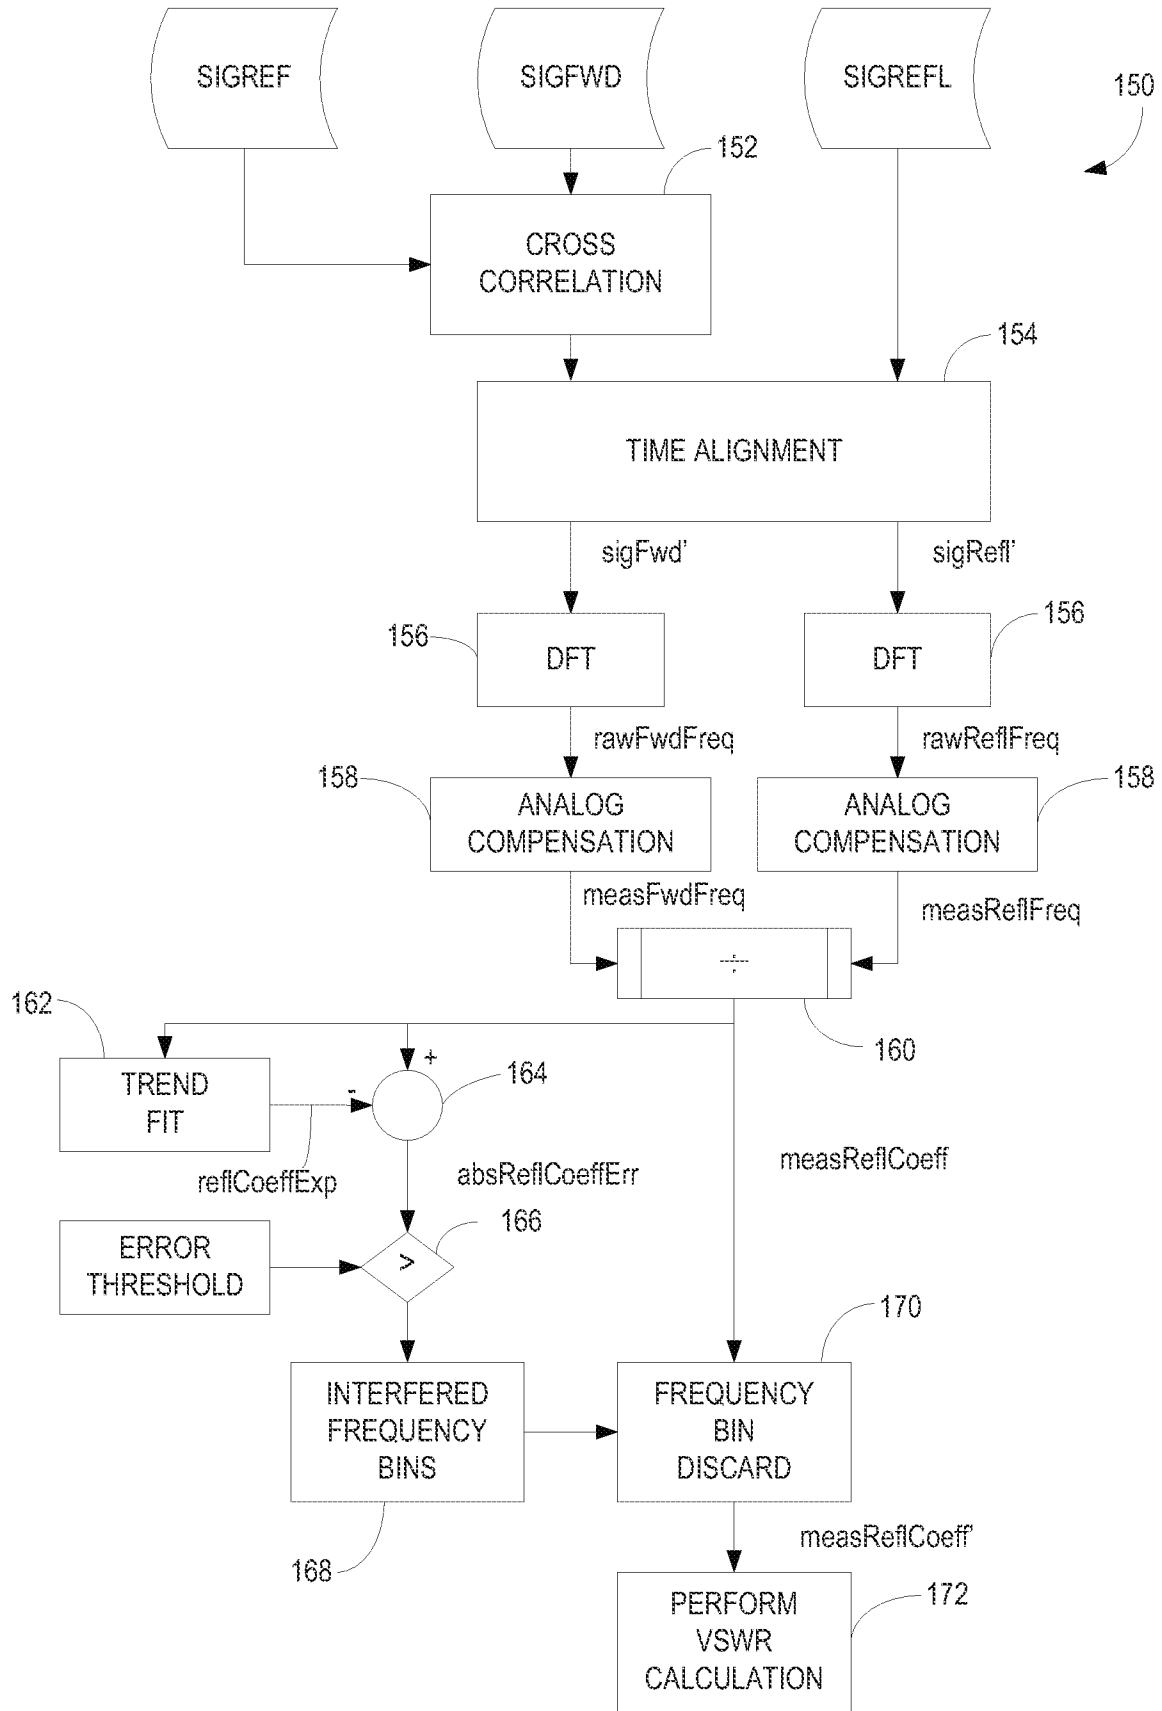 SIGREF
SIGFWD
SIGREFL
150
152
CROSS
CORRELATION
154
TIME ALIGNMENT
sigFwd'
sigRefl'
156
DFT
156
DFT
rawFwdFreq
rawReflFreq
158
ANALOG
COMPENSATION
158
ANALOG
COMPENSATION
measFwdFreq
measReflFreq
÷
160
162
TREND
FIT
+
-
164
reflCoeffExp
absReflCoeffErr
measReflCoeff
166
ERROR
THRESHOLD
>
170
INTERFERED
FREQUENCY
BINS
FREQUENCY
BIN
DISCARD
168
measReflCoeff'
172
PERFORM
VSWR
CALCULATION